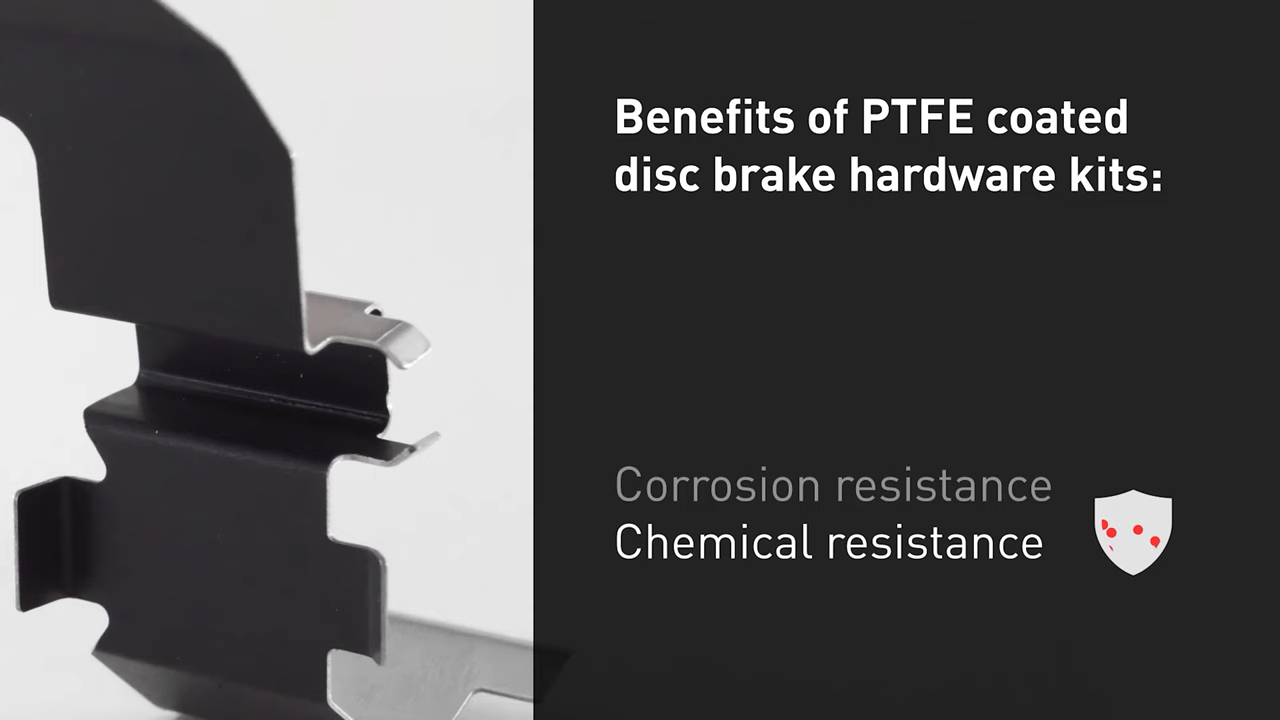 Benefits of PTFE coated
disc brake hardware kits:
Corrosion resistance
Chemical resistance